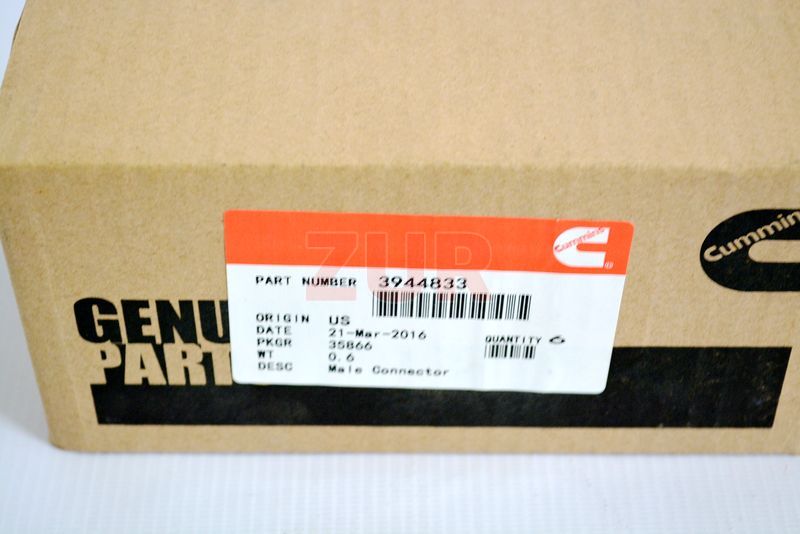 ZUR
Cummins
®
PART NUMBER 3944833
ORIGIN US
DATE 21-Mar-2016
PKGR 35866
QUANTITY 6
WT 0.6
DESC Male Connector
GENU
PART
Cummins